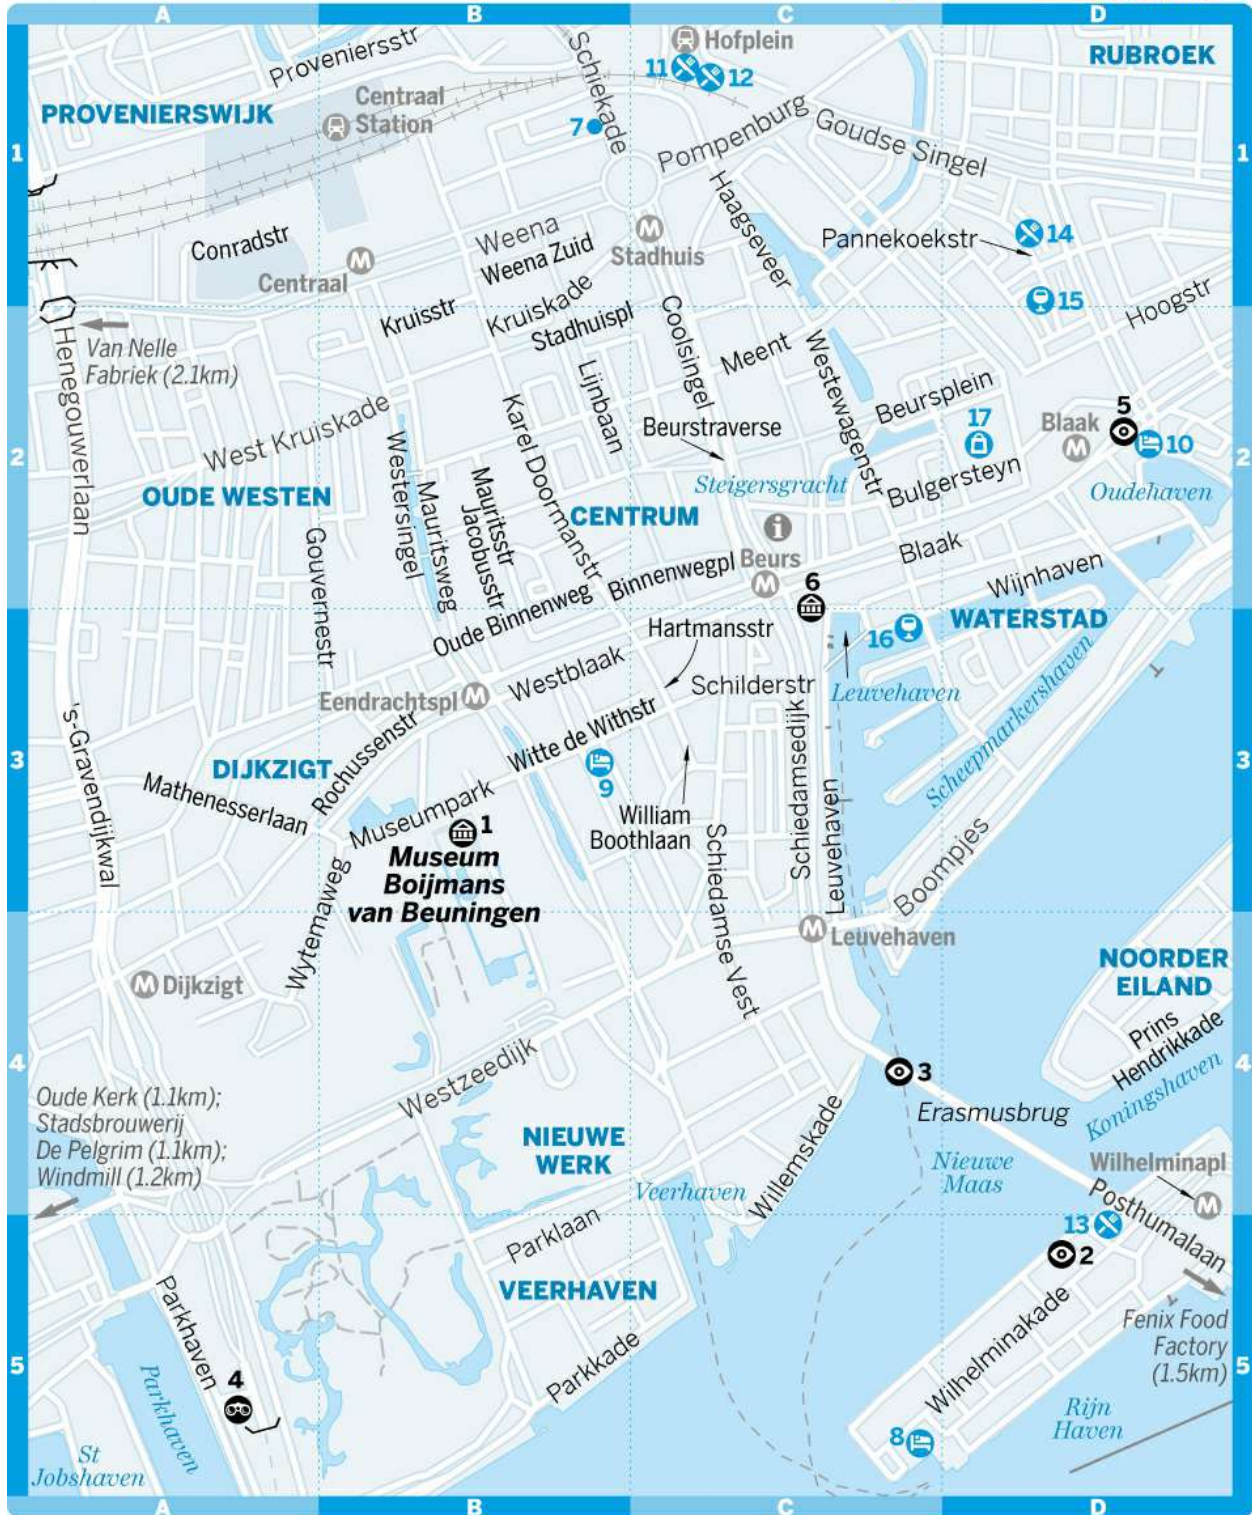 A
B
C
D
Proveniersstr
Schiekade
Hofplein
11
12
RUBROEK
PROVENIERSWIJK
Centraal
Station
7
Pompenburg
Goudse Singel
1
1
Conradstr
Weena
Weena Zuid
Stadhuis
Haagseveer
Pannekoekstr
14
Centraal
Kruisstr
Kruiskade
Stadhuispl
15
Hoogstr
Van Nelle
Fabriek (2.1km)
Henegouwerlaan
Coolsingel
Meent
Westewagenstr
Lijnbaan
Beursplein
West Kruiskade
Karel Doormanstr
Beurstraverse
17
Blaak
5
10
2
2
OUDE WESTEN
Westersingel
Mauritsweg
Mauritsstr
Jacobusstr
CENTRUM
Steigersgracht
Bulgersteyn
Oudehaven
Gouvernestr
Beurs
Blaak
Oude Binnenweg
Binnenwegpl
6
Wijnhaven
Hartmansstr
16
WATERSTAD
Westblaak
Schilderstr
Leuvehaven
Eendrachtspl
's-Gravendijkwal
Rochussenstr
Witte de Withstr
Schiedamsedijk
Scheepmarkershaven
3
3
DIJKZIGT
9
Mathenesserlaan
Museumpark
William
Boothlaan
Leuvehaven
1
Museum
Boijmans
van Beuningen
Schiedamse Vest
Boompjes
Wytemaweg
Leuvehaven
Dijkzigt
NOORDER
EILAND
Prins
Hendrikkade
Koningshaven
4
4
Westzeedijk
3
Erasmusbrug
Oude Kerk (1.1km);
Stadsbrouwerij
De Pelgrim (1.1km);
Windmill (1.2km)
NIEUWE
WERK
Willemskade
Nieuwe
Maas
Wilhelminapl
Veerhaven
Posthumalaan
Parklaan
13
2
VEERHAVEN
Parkhaven
Fenix Food
Factory
(1.5km)
5
5
Parkkade
Wilhelminakade
4
Parkhaven
Rijn
Haven
8
St
Jobshaven
A
B
C
D